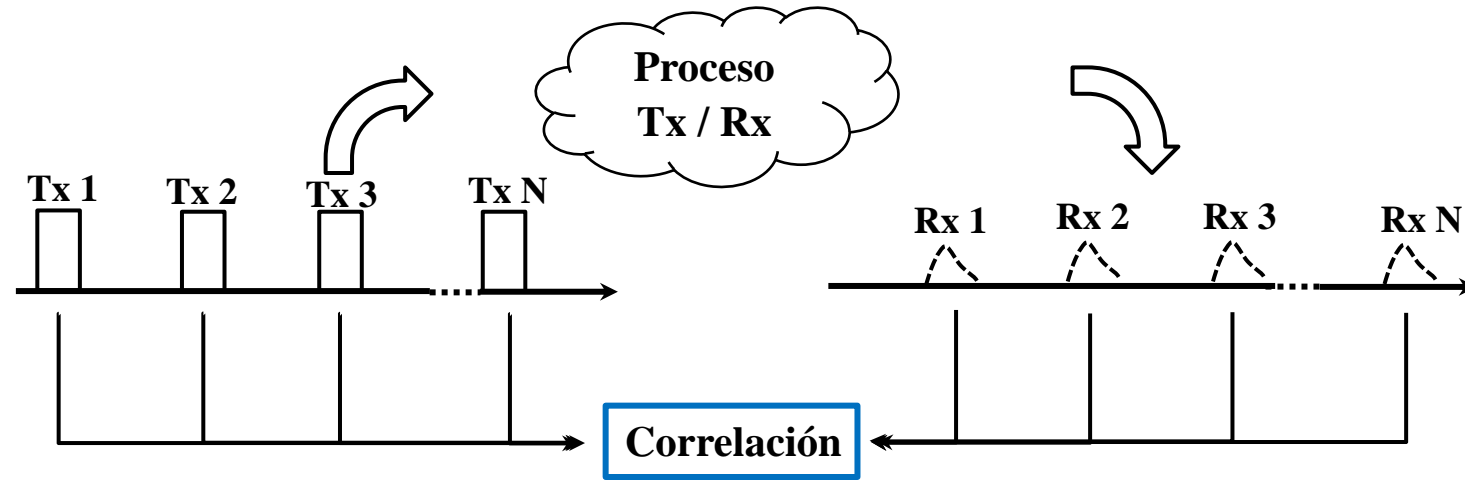 Proceso
Tx / Rx
Tx 1
Tx 2
Tx 3
Tx N
Rx 1
Rx 2
Rx 3
Rx N
Correlación